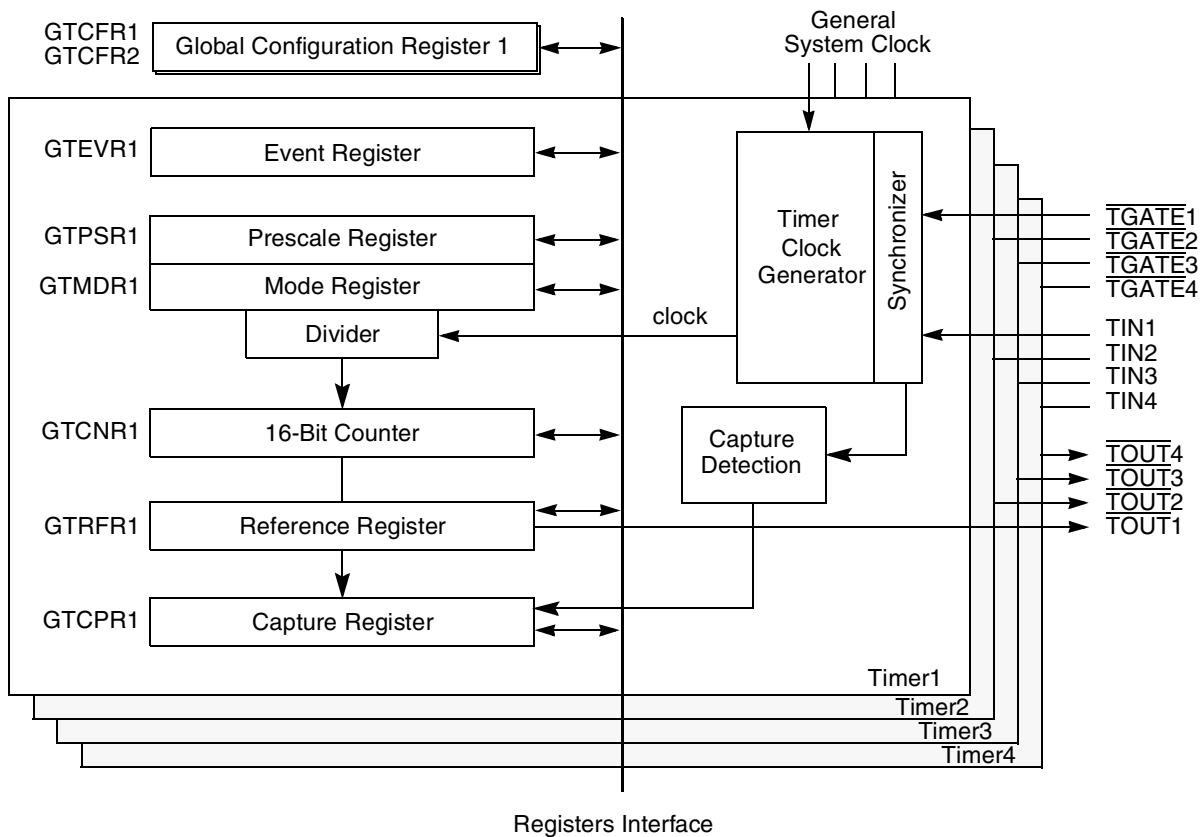 GTCFR1
GTCFR2
Global Configuration Register 1
General
System Clock
GTEVR1
Event Register
GTPSR1
Prescale Register
GTMDR1
Mode Register
Divider
clock
Timer
Clock
Generator
Synchronizer
TGATE1
TGATE2
TGATE3
TGATE4
TIN1
TIN2
TIN3
TIN4
GTCNR1
16-Bit Counter
Capture
Detection
TOUT4
TOUT3
TOUT2
TOUT1
GTRFR1
Reference Register
GTCPR1
Capture Register
Timer1
Timer2
Timer3
Timer4
Registers Interface